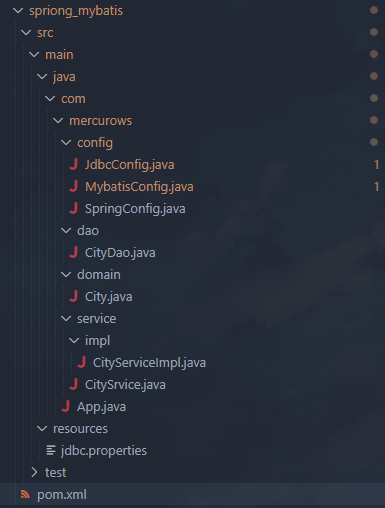 spriong_mybatis
src
main
java
com
mercurows
config
JdbcConfig.java 1
MybatisConfig.java 1
SpringConfig.java
dao
CityDao.java
domain
City.java
service
impl
CityServiceImpl.java
CitySrvice.java
App.java
resources
jdbc.properties
test
pom.xml